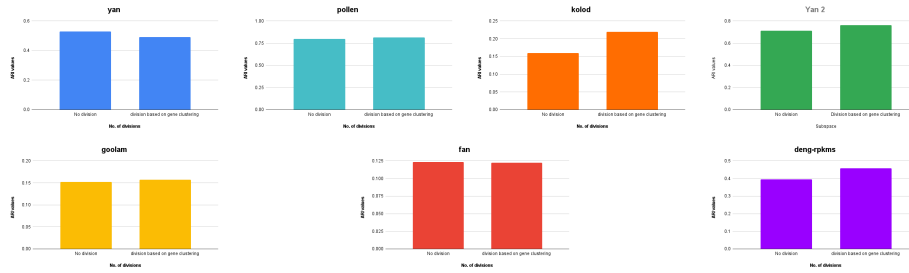 yan
ARI values
0.6
0.4
0.2
0.0
No division
division based on gene clustering
No. of divisions
pollen
ARI values
1.00
0.75
0.50
0.25
0.00
No division
division based on gene clustering
No. of divisions
kolod
ARI values
0.25
0.20
0.15
0.10
0.05
0.00
No division
division based on gene clustering
No. of divisions
Yan 2
ARI values
0.8
0.6
0.4
0.2
0.0
No division
Division based on gene clustering
Subspaze
goolam
ARI values
0.20
0.15
0.10
0.05
0.00
No division
division based on gene clustering
No. of divisions
fan
ARI values
0.125
0.100
0.075
0.050
0.025
0.000
No division
division based on gene clustering
No. of divisions
deng-rpkms
ARI values
0.5
0.4
0.3
0.2
0.1
0.0
No division
division based on gene clustering
No. of divisions